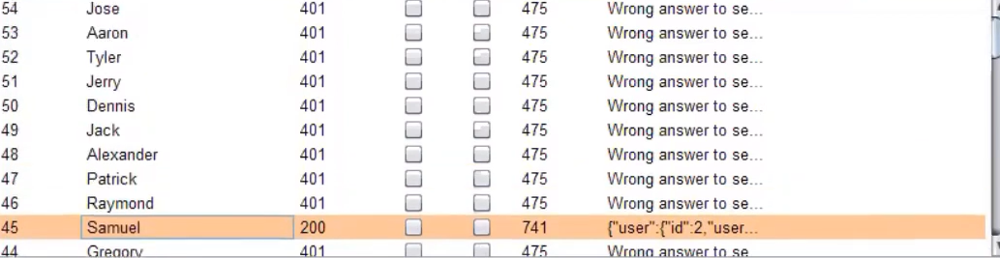 54 Jose 401 475 Wrong answer to se...
53 Aaron 401 475 Wrong answer to se...
52 Tyler 401 475 Wrong answer to se...
51 Jerry 401 475 Wrong answer to se...
50 Dennis 401 475 Wrong answer to se...
49 Jack 401 475 Wrong answer to se...
48 Alexander 401 475 Wrong answer to se...
47 Patrick 401 475 Wrong answer to se...
46 Raymond 401 475 Wrong answer to se...
45 Samuel 200 741 {"user":{"id":2,"user...
44 Gregory 401 475 Wrong answer to se...